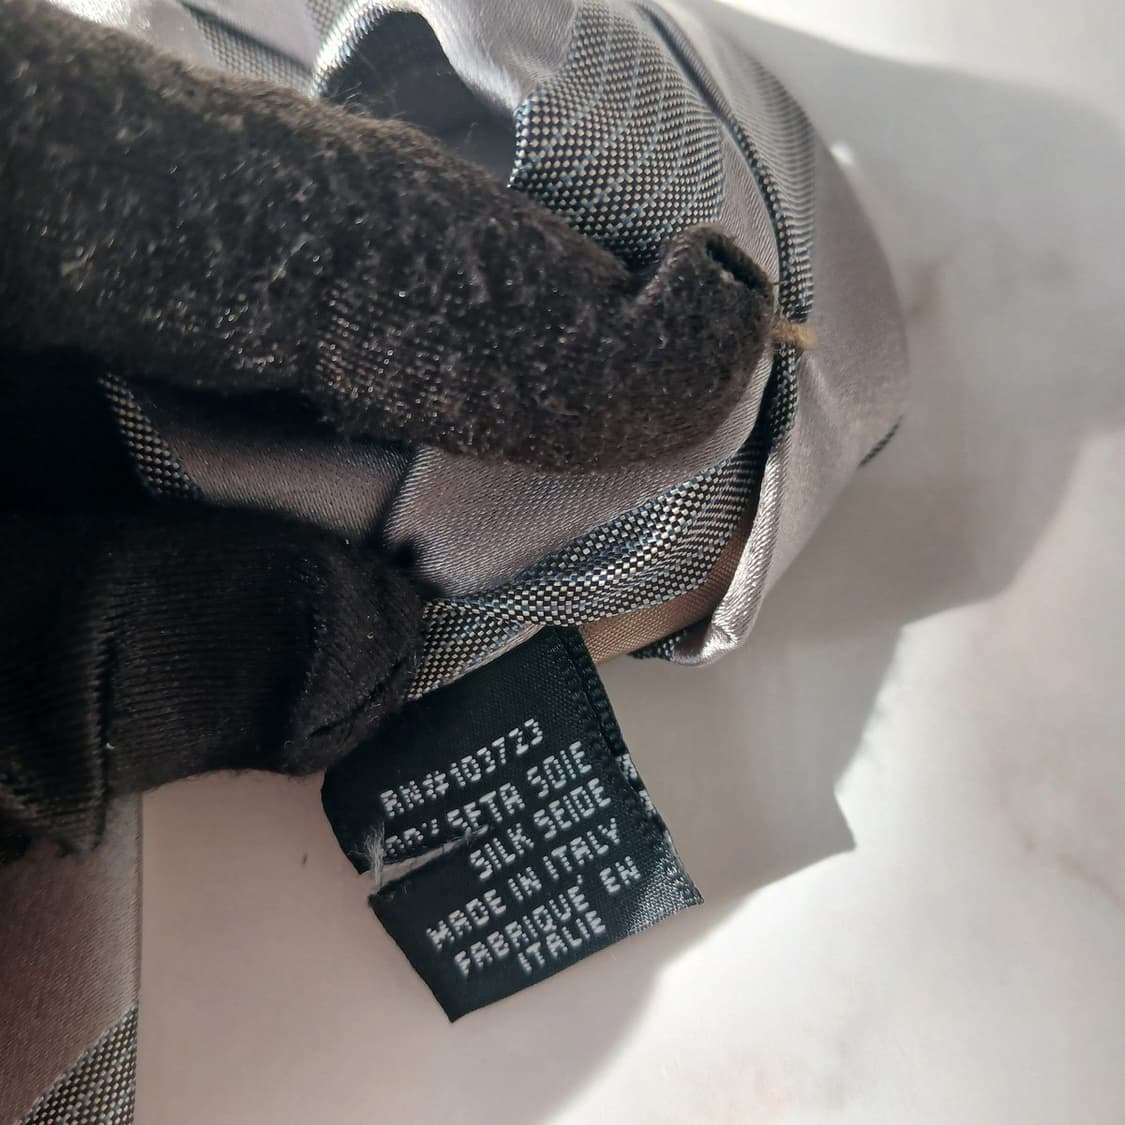 RN#103723
SETA SOIE
SILK SEIDE
MADE IN ITALY
FABRIQUE' EN
ITALIE